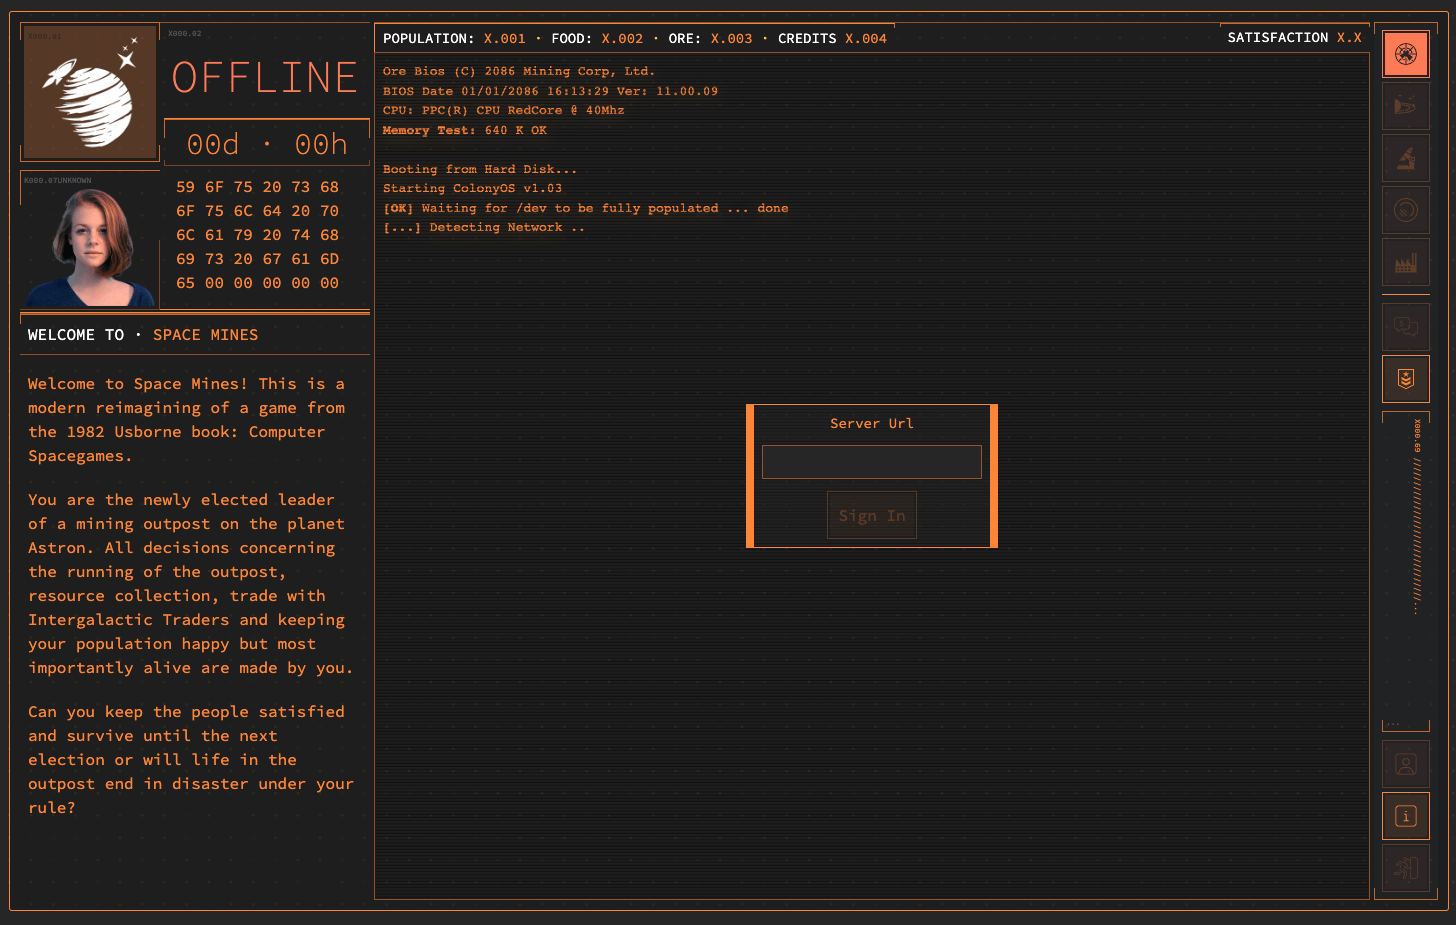 X000.01
X000.02
OFFLINE
00d · 00h
X000.07UNKNOWN
59 6F 75 20 73 68
6F 75 6C 64 20 70
6C 61 79 20 74 68
69 73 20 67 61 6D
65 00 00 00 00 00
WELCOME TO · SPACE MINES
Welcome to Space Mines! This is a
modern reimagining of a game from
the 1982 Usborne book: Computer
Spacegames.
You are the newly elected leader
of a mining outpost on the planet
Astron. All decisions concerning
the running of the outpost,
resource collection, trade with
Intergalactic Traders and keeping
your population happy but most
importantly alive are made by you.
Can you keep the people satisfied
and survive until the next
election or will life in the
outpost end in disaster under your
rule?
POPULATION: X.001 · FOOD: X.002 · ORE: X.003 · CREDITS X.004
SATISFACTION X.X
Ore Bios (C) 2086 Mining Corp, Ltd.
BIOS Date 01/01/2086 16:13:29 Ver: 11.00.09
CPU: PPC(R) CPU RedCore @ 40Mhz
Memory Test: 640 K OK
Booting from Hard Disk...
Starting ColonyOS v1.03
[OK] Waiting for /dev to be fully populated ... done
[...] Detecting Network ..
Server Url
Sign In
X000.69 //////////////////////////////...
...